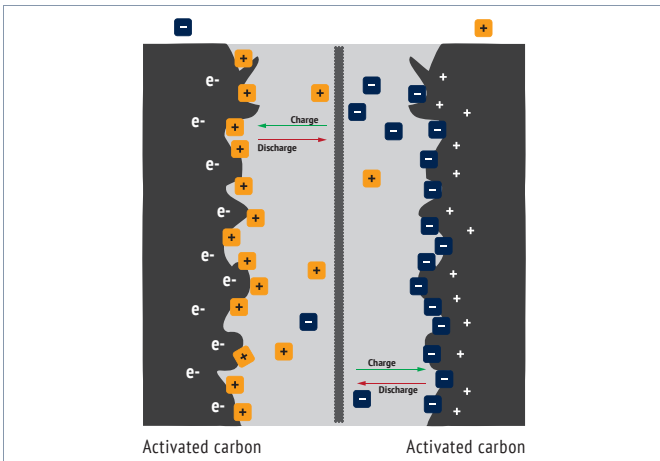 −
+
e-
e-
e-
e-
e-
e-
e-
e-
e-
e-
Charge
Discharge
Charge
Discharge
Activated carbon
Activated carbon